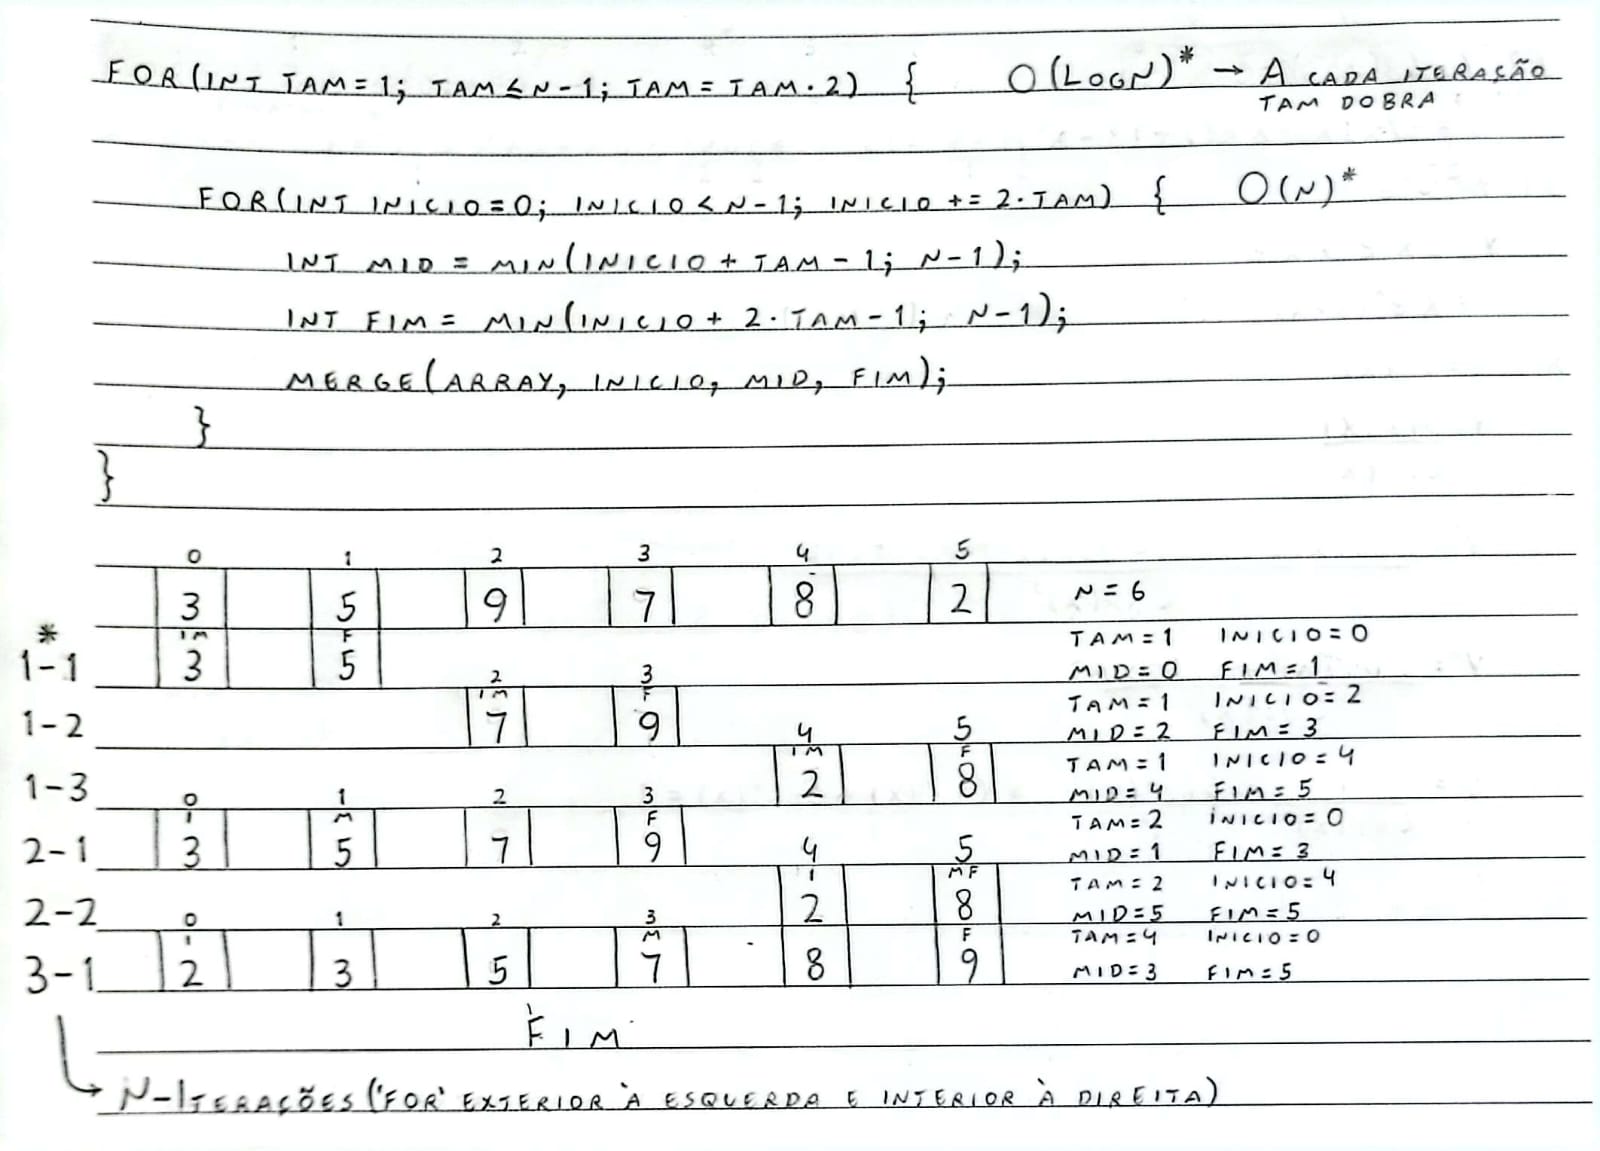 FOR(INT TAM=1; TAM≤N-1; TAM=TAM·2) { O(LOGN)* → A CADA ITERAÇÃO
TAM DOBRA
FOR(INT INICIO=0; INICIO<N-1; INICIO += 2·TAM) { O(N)*
INT MID = MIN(INICIO + TAM - 1; N-1);
INT FIM = MIN(INICIO + 2·TAM-1; N-1);
MERGE(ARRAY, INICIO, MID, FIM);
}
}
0 1 2 3 4 5
3 5 9 7 8 2 N = 6
* IM F TAM=1 INICIO=0
1-1 3 5 2 3 MID=0 FIM=1
IM F TAM=1 INICIO=2
1-2 7 9 4 5 MID=2 FIM=3
IM F TAM=1 INICIO=4
1-3 0 1 2 3 2 8 MID=4 FIM=5
I M F TAM=2 INICIO=0
2-1 3 5 7 9 4 5 MID=1 FIM=3
I MF TAM=2 INICIO=4
2-2 0 1 2 3 2 8 MID=5 FIM=5
I M F TAM=4 INICIO=0
3-1 2 3 5 7 8 9 MID=3 FIM=5
FIM
N-ITERAÇÕES ('FOR' EXTERIOR À ESQUERDA E INTERIOR À DIREITA)